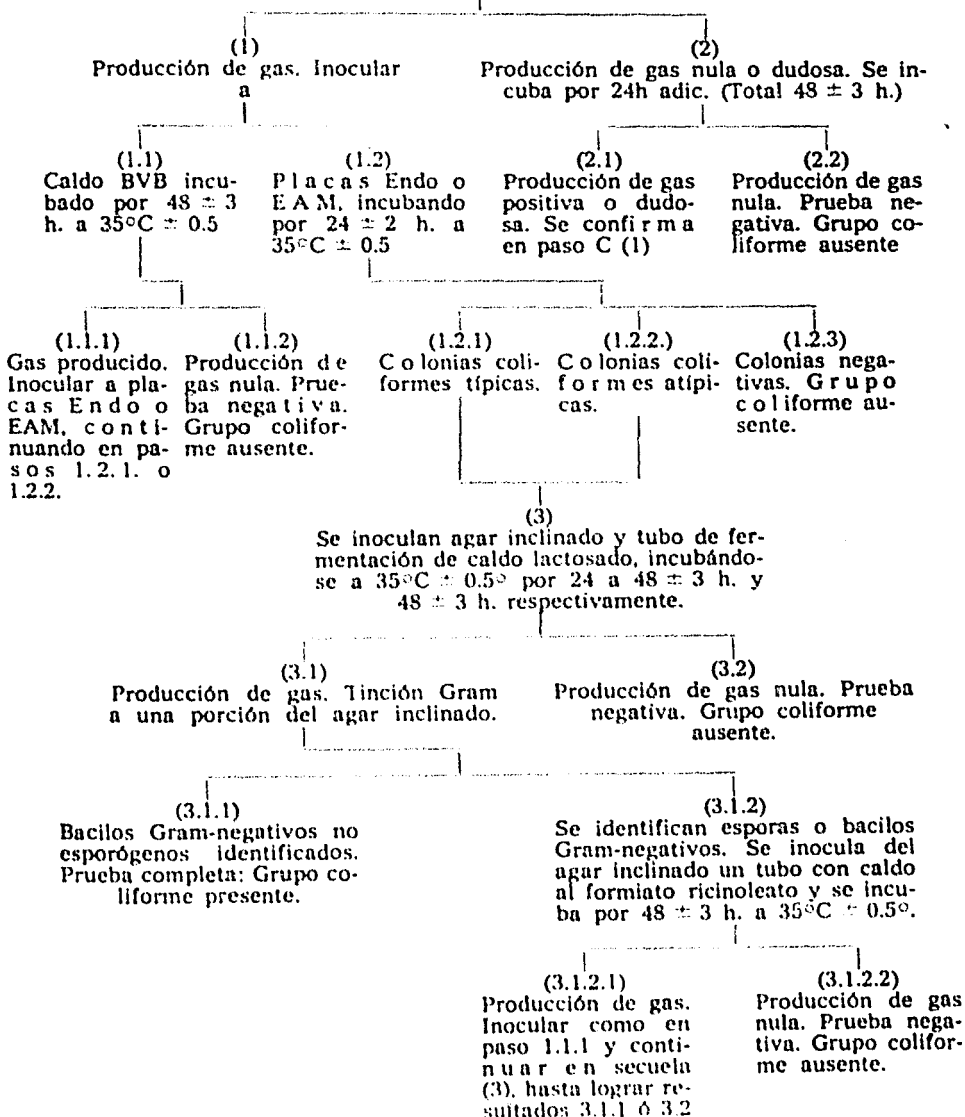 (1)
Producción de gas. Inocular
a
(2)
Producción de gas nula o dudosa. Se in-
cuba por 24h adic. (Total 48 ± 3 h.)
(1.1)
Caldo BVB incu-
bado por 48 ± 3
h. a 35°C ± 0.5
(1.2)
Placas Endo o
EAM, incubando
por 24 ± 2 h. a
35°C ± 0.5
(2.1)
Producción de gas
positiva o dudo-
sa. Se confirma
en paso C (1)
(2.2)
Producción de gas
nula. Prueba ne-
gativa. Grupo co-
liforme ausente
(1.1.1)
Gas producido.
Inocular a pla-
cas Endo o
EAM, conti-
nuando en pa-
sos 1.2.1. o
1.2.2.
(1.1.2)
Producción de
gas nula. Prue-
ba negativa.
Grupo colifor-
me ausente.
(1.2.1)
Colonias coli-
formes típicas.
(1.2.2.)
Colonias coli-
formes atípi-
cas.
(1.2.3)
Colonias nega-
tivas. Grupo
coliforme au-
sente.
(3)
Se inoculan agar inclinado y tubo de fer-
mentación de caldo lactosado, incubándo-
se a 35°C ± 0.5° por 24 a 48 ± 3 h. y
48 ± 3 h. respectivamente.
(3.1)
Producción de gas. Tinción Gram
a una porción del agar inclinado.
(3.2)
Producción de gas nula. Prueba
negativa. Grupo coliforme
ausente.
(3.1.1)
Bacilos Gram-negativos no
esporógenos identificados.
Prueba completa: Grupo co-
liforme presente.
(3.1.2)
Se identifican esporas o bacilos
Gram-negativos. Se inocula del
agar inclinado un tubo con caldo
al formiato ricinoleato y se incu-
ba por 48 ± 3 h. a 35°C ± 0.5°.
(3.1.2.1)
Producción de gas.
Inocular como en
paso 1.1.1 y conti-
nuar en secuela
(3), hasta lograr re-
sultados 3.1.1 ó 3.2
(3.1.2.2)
Producción de gas
nula. Prueba nega-
tiva. Grupo colifor-
me ausente.